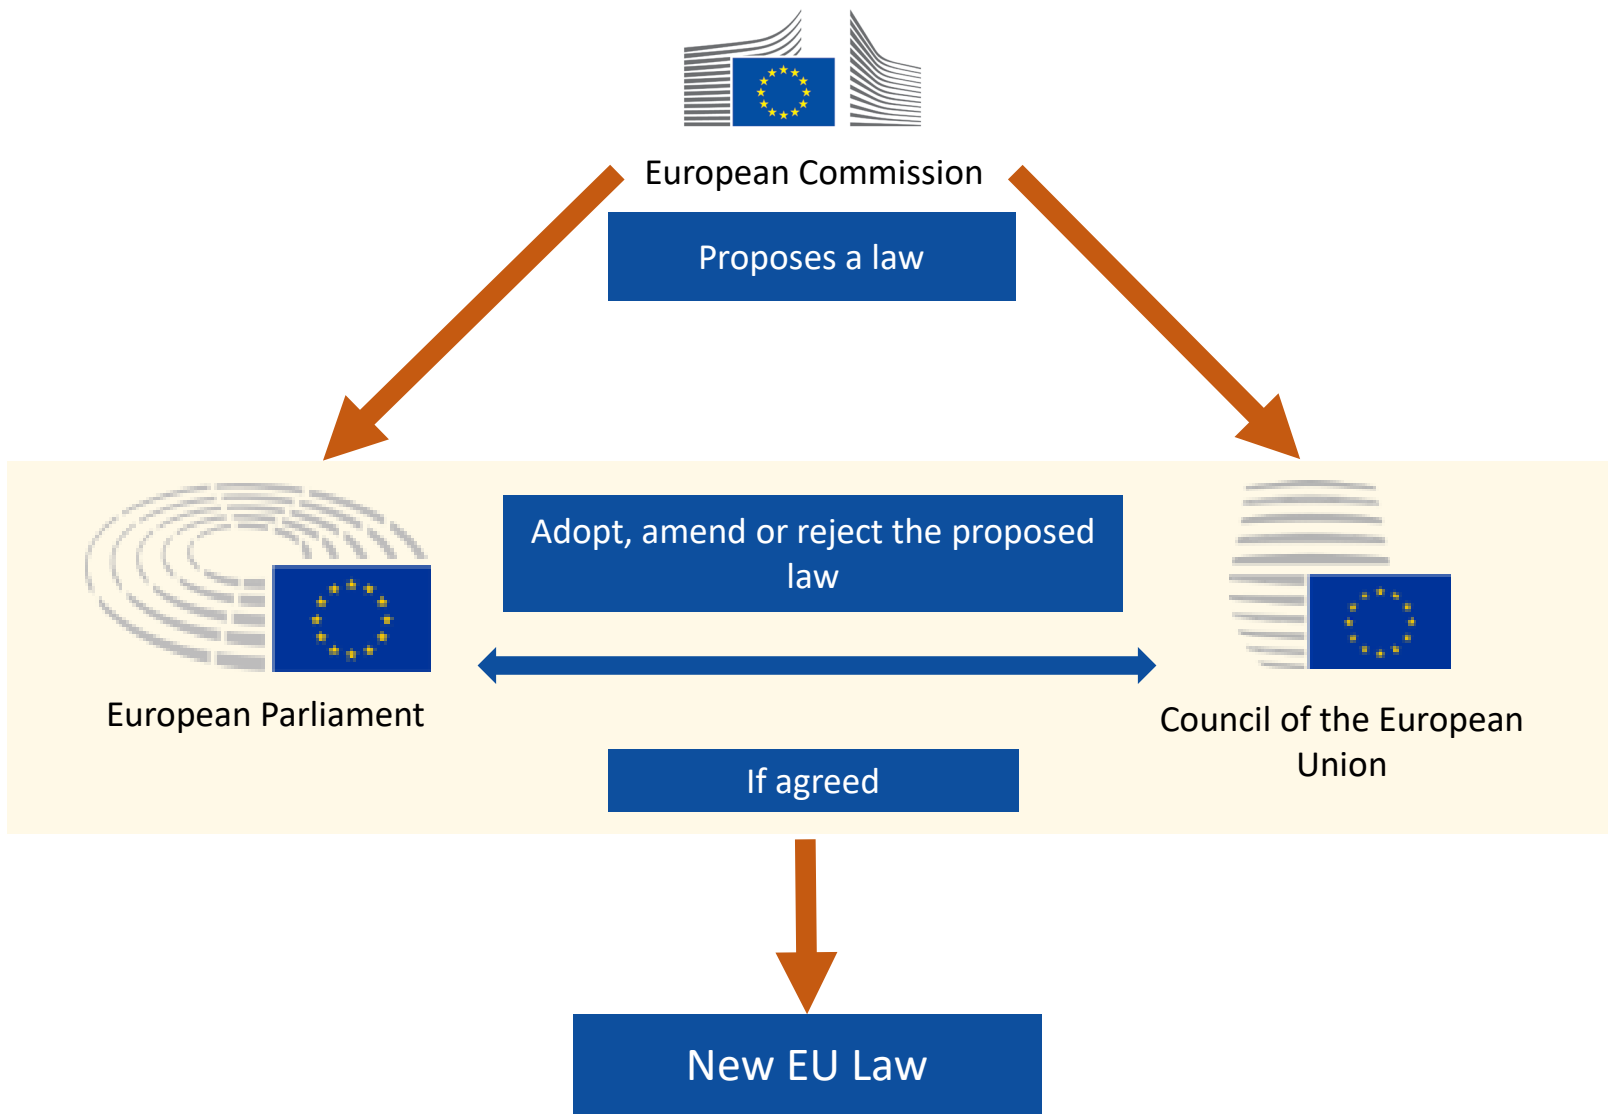 European Commission
Proposes a law
Adopt, amend or reject the proposed
law
European Parliament
Council of the European
Union
If agreed
New EU Law